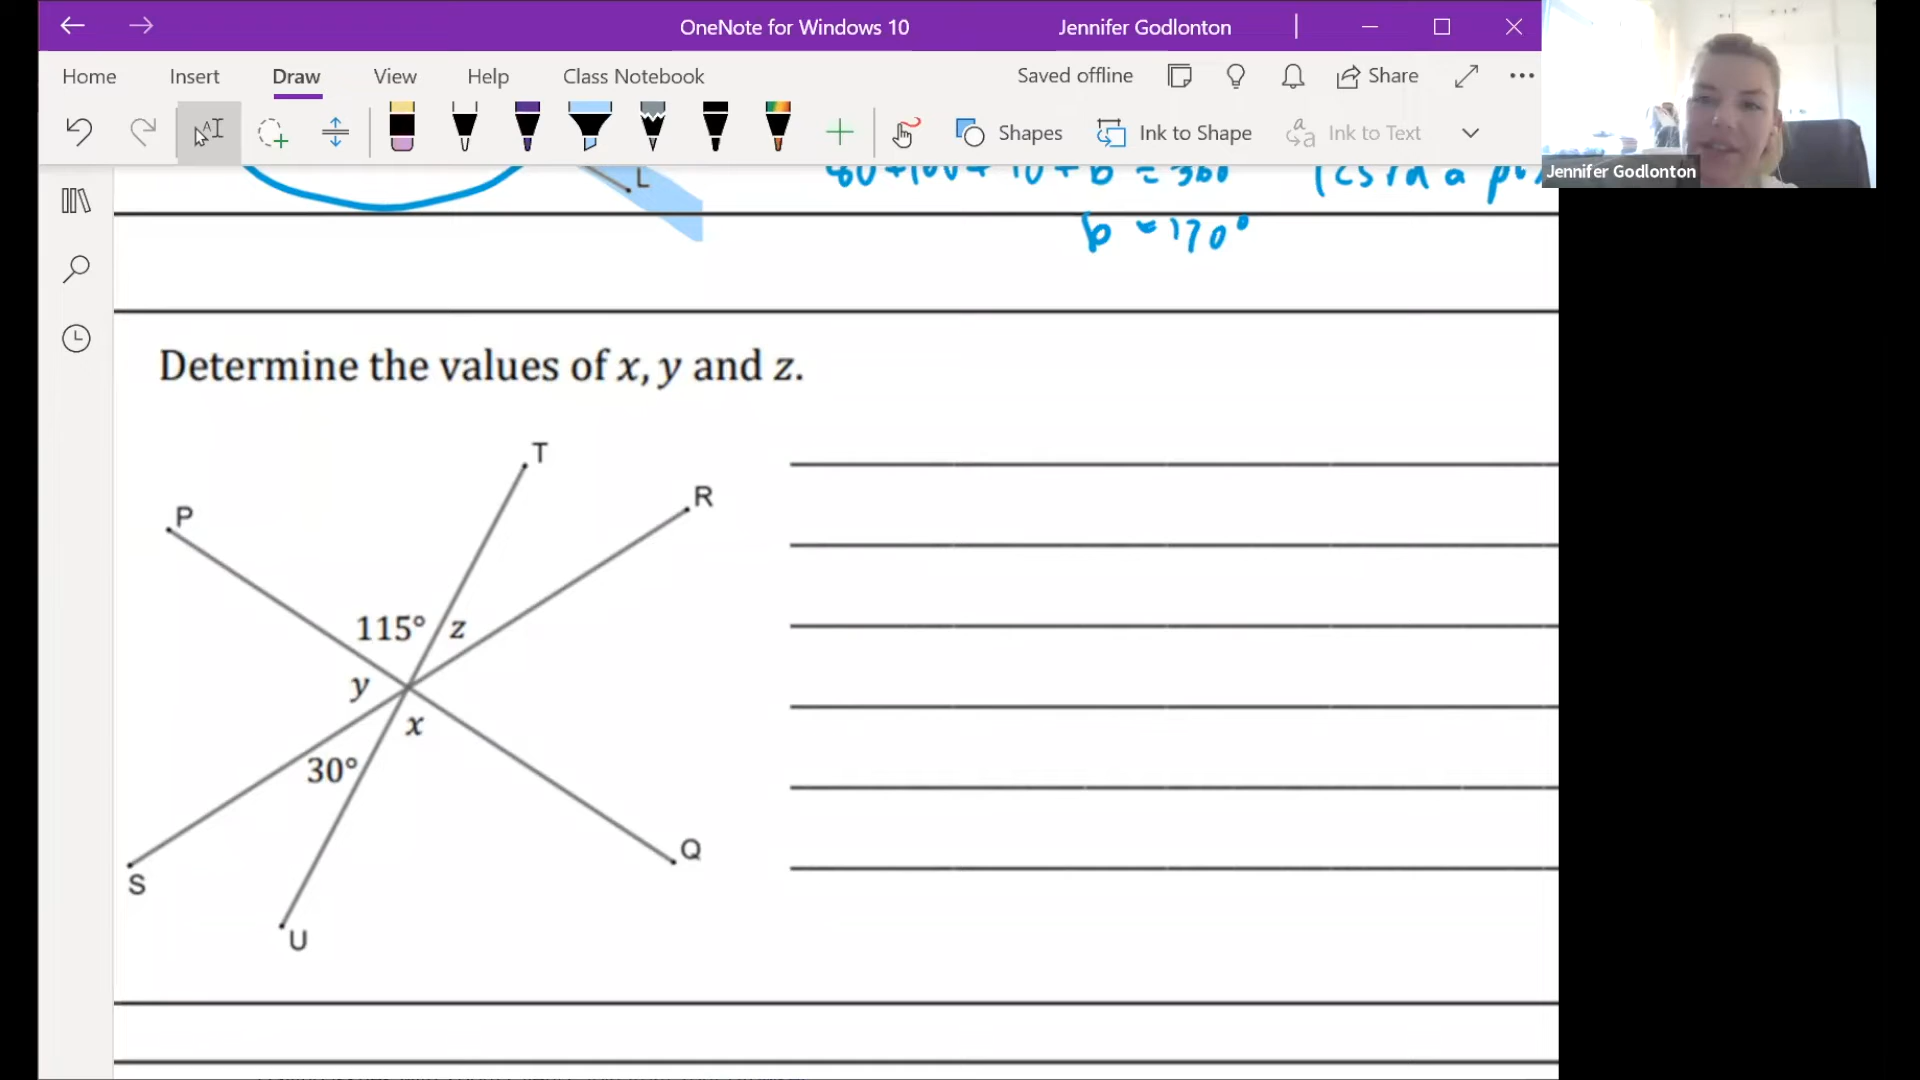 OneNote for Windows 10
Jennifer Godlonton
Home Insert Draw View Help Class Notebook
Saved offline
Share
Shapes
Ink to Shape
Ink to Text
Jennifer Godlonton
L
b = 170°
Determine the values of x, y and z.
T
R
P
115° z
y
x
30°
Q
S
U